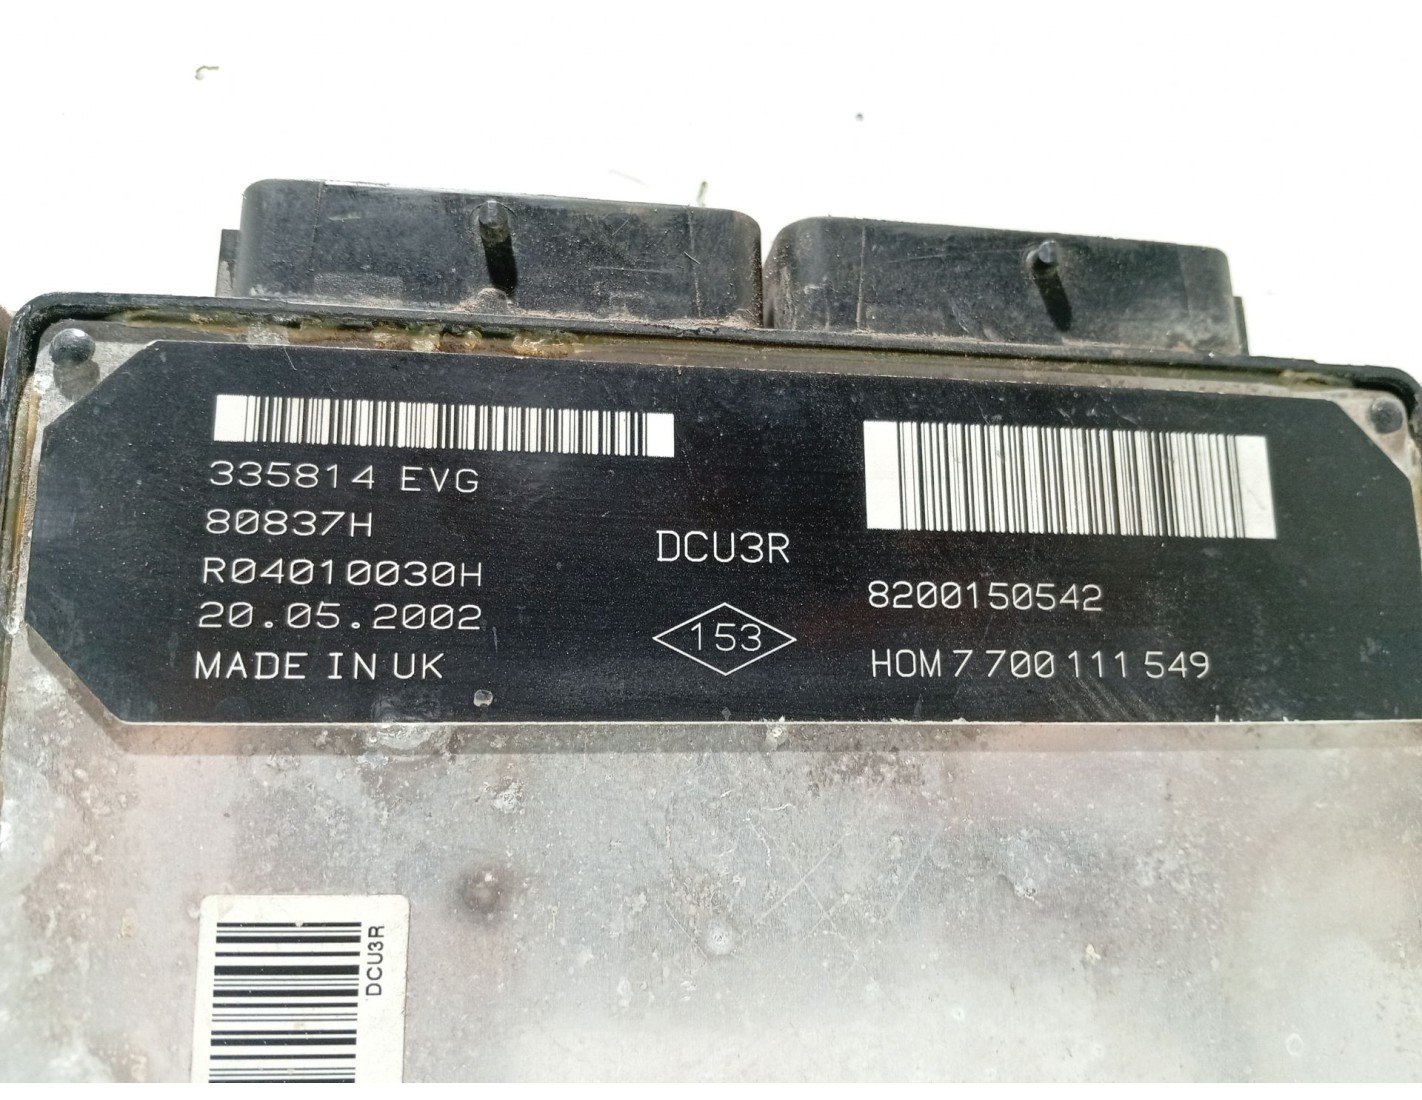 335814 EVG
80837H
R04010030H
20.05.2002
MADE IN UK
DCU3R
153
8200150542
HOM 7 700 111 549
DCU3R